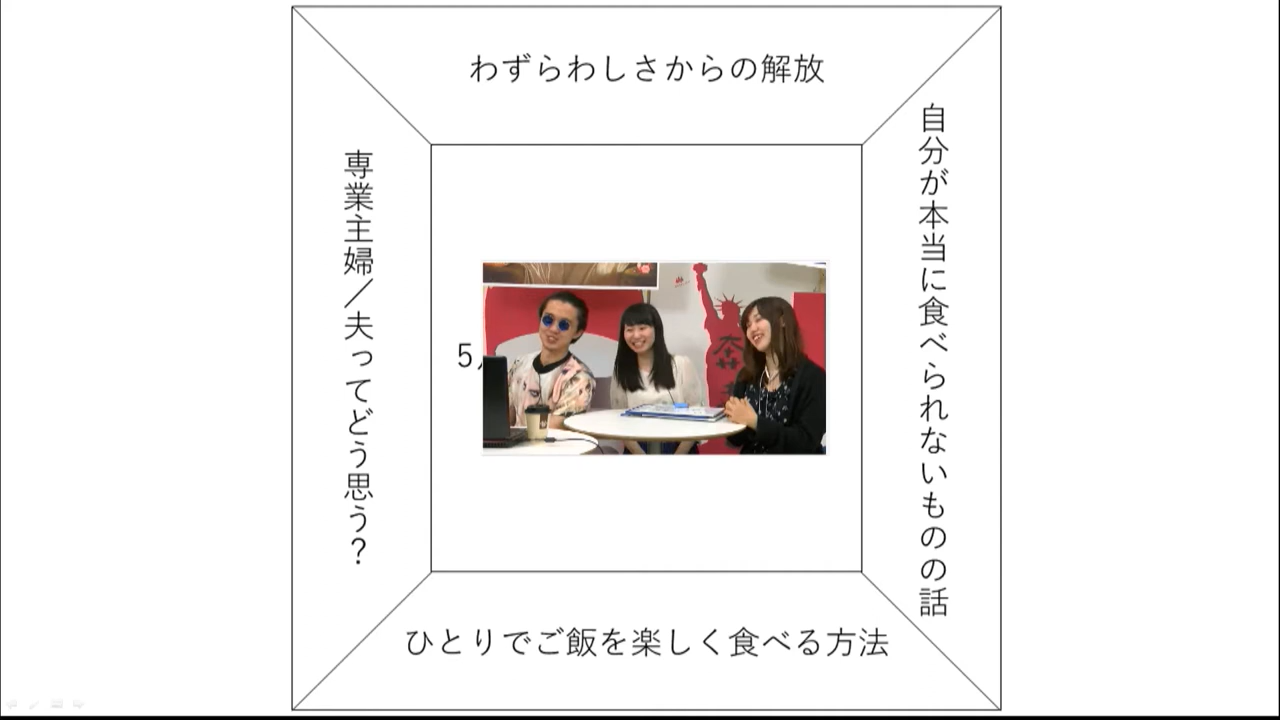 わずらわしさからの解放
自分が本当に食べられないものの話
専業主婦/夫ってどう思う?
5
ひとりでご飯を楽しく食べる方法